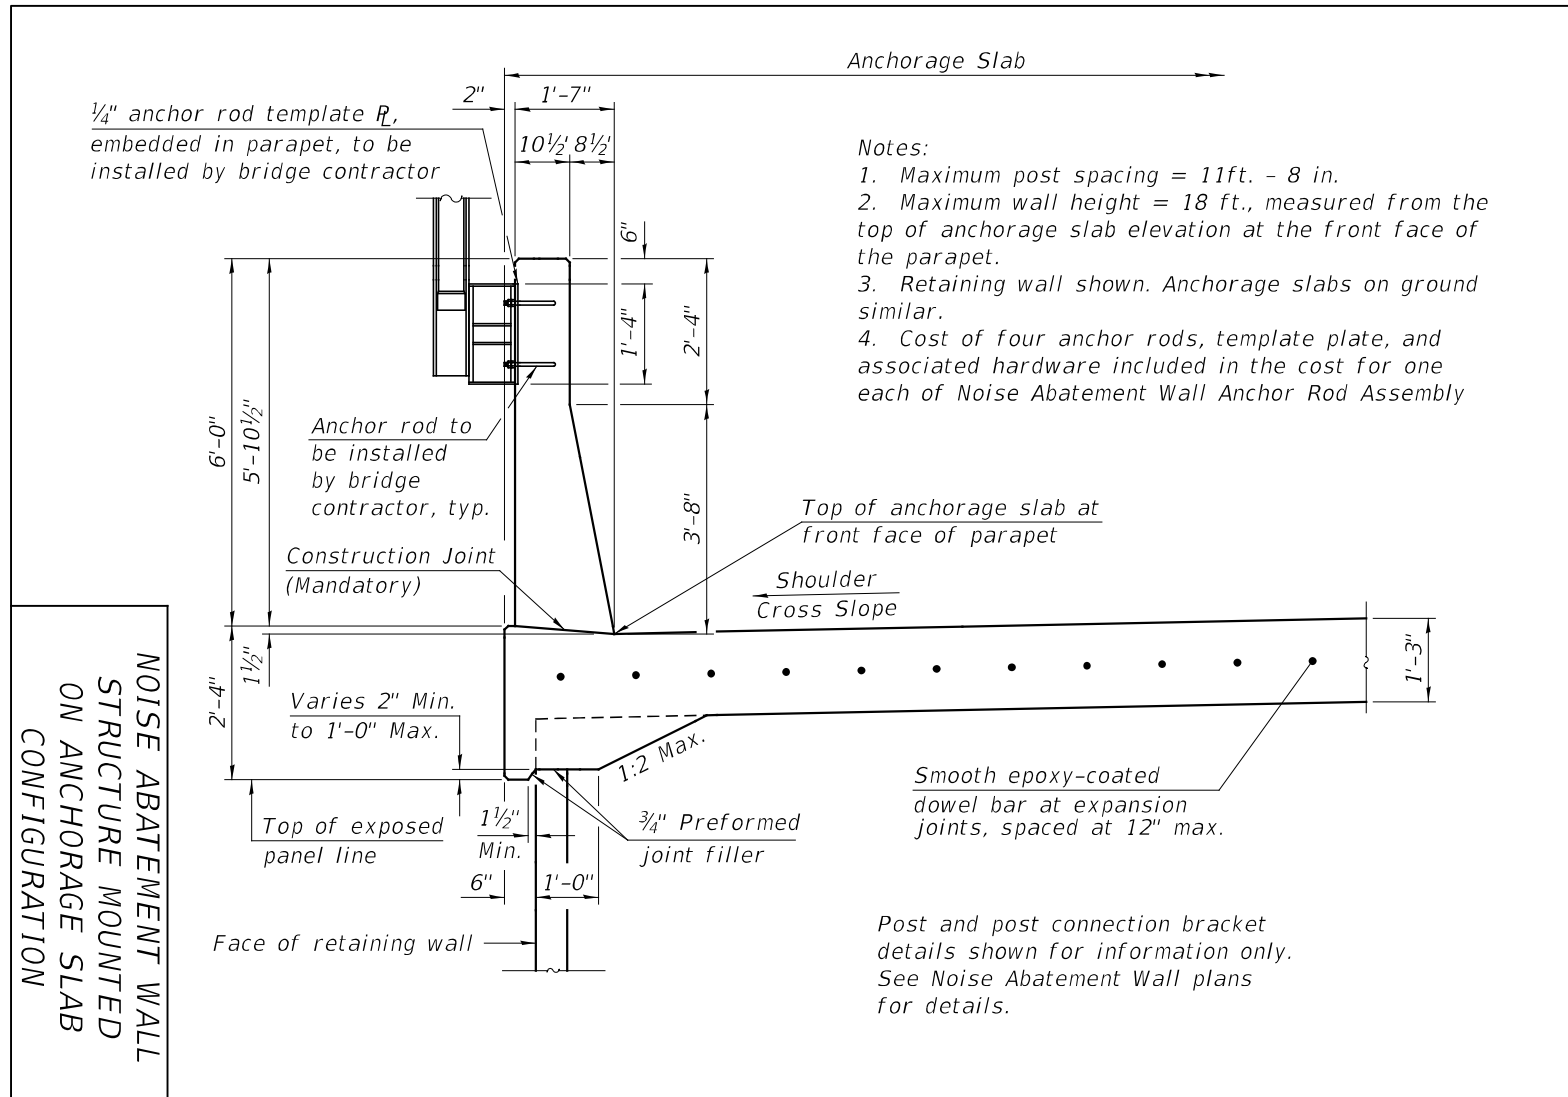 Anchorage Slab
2"
1'-7"
10½'
8½'
¼" anchor rod template ℄,
embedded in parapet, to be
installed by bridge contractor
Notes:
1. Maximum post spacing = 11ft. - 8 in.
2. Maximum wall height = 18 ft., measured from the
top of anchorage slab elevation at the front face of
the parapet.
3. Retaining wall shown. Anchorage slabs on ground
similar.
4. Cost of four anchor rods, template plate, and
associated hardware included in the cost for one
each of Noise Abatement Wall Anchor Rod Assembly
6"
1'-4"
2'-4"
3'-8"
6'-0"
5'-10½"
Anchor rod to
be installed
by bridge
contractor, typ.
Construction Joint
(Mandatory)
Top of anchorage slab at
front face of parapet
Shoulder
Cross Slope
1½"
2'-4"
1'-3"
Varies 2" Min.
to 1'-0" Max.
1:2 Max.
Smooth epoxy-coated
dowel bar at expansion
joints, spaced at 12" max.
Top of exposed
panel line
1½"
Min.
¾" Preformed
joint filler
6"
1'-0"
Face of retaining wall
Post and post connection bracket
details shown for information only.
See Noise Abatement Wall plans
for details.
NOISE ABATEMENT WALL
STRUCTURE MOUNTED
ON ANCHORAGE SLAB
CONFIGURATION